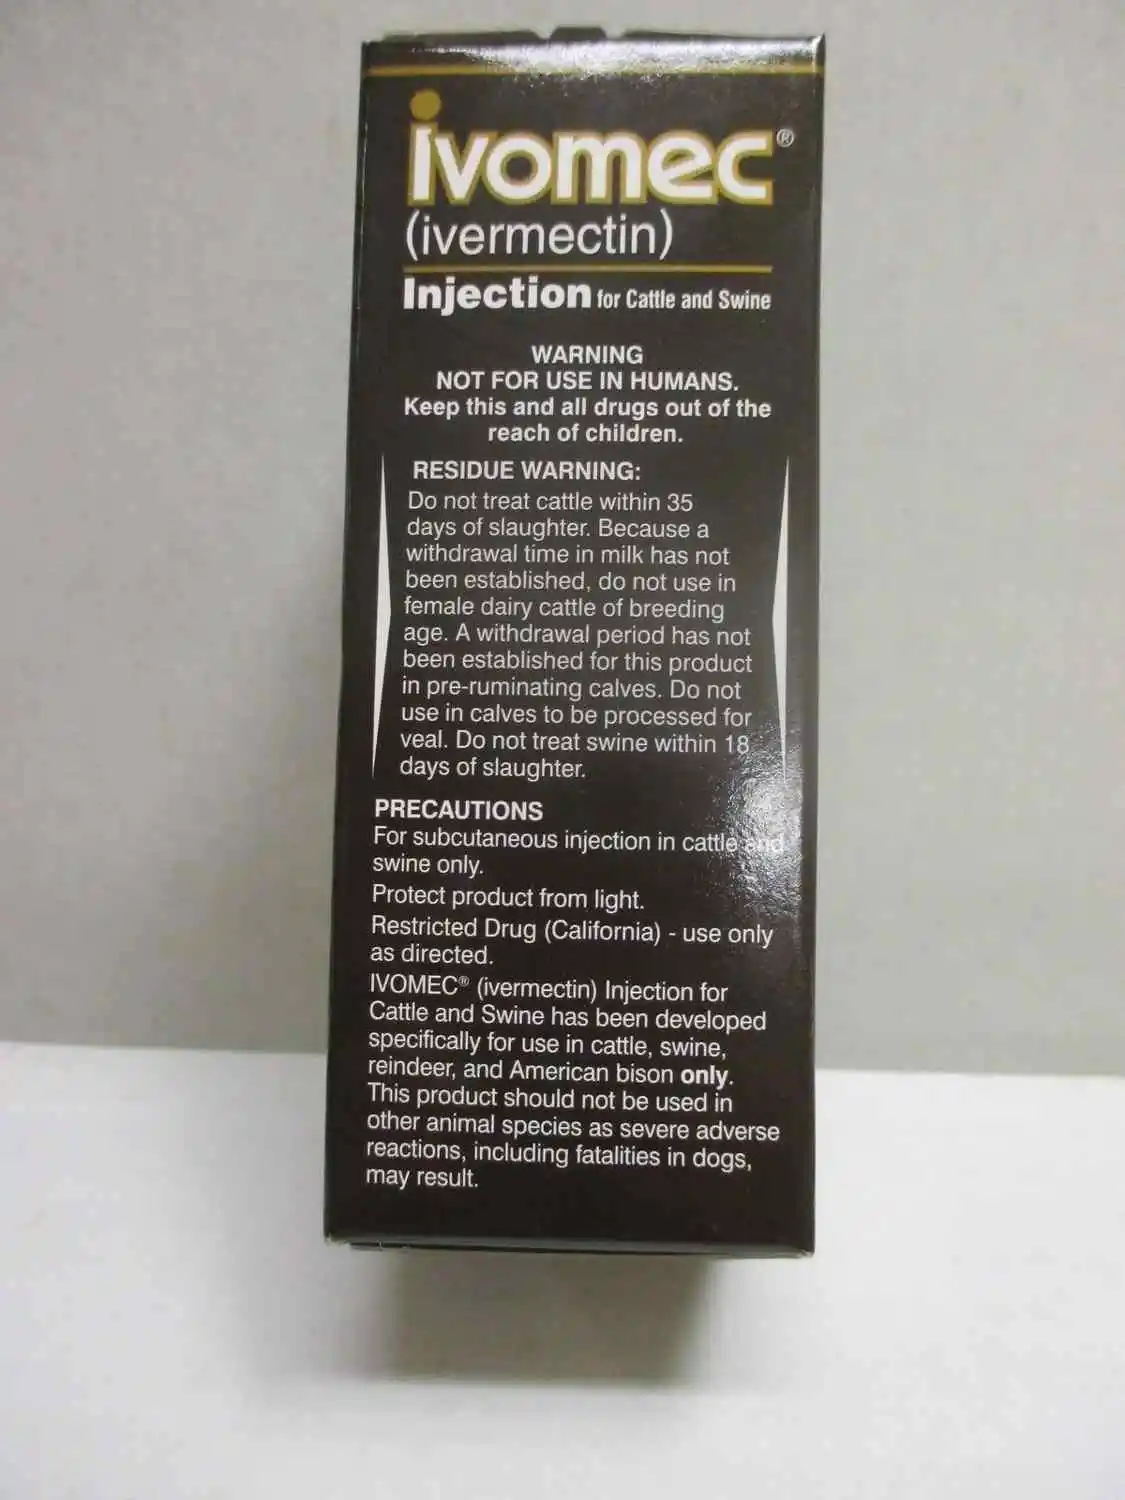 ivomec®
(ivermectin)
Injection for Cattle and Swine
WARNING
NOT FOR USE IN HUMANS.
Keep this and all drugs out of the
reach of children.
RESIDUE WARNING:
Do not treat cattle within 35
days of slaughter. Because a
withdrawal time in milk has not
been established, do not use in
female dairy cattle of breeding
age. A withdrawal period has not
been established for this product
in pre-ruminating calves. Do not
use in calves to be processed for
veal. Do not treat swine within 18
days of slaughter.
PRECAUTIONS
For subcutaneous injection in cattle and
swine only.
Protect product from light.
Restricted Drug (California) - use only
as directed.
IVOMEC® (ivermectin) Injection for
Cattle and Swine has been developed
specifically for use in cattle, swine,
reindeer, and American bison only.
This product should not be used in
other animal species as severe adverse
reactions, including fatalities in dogs,
may result.